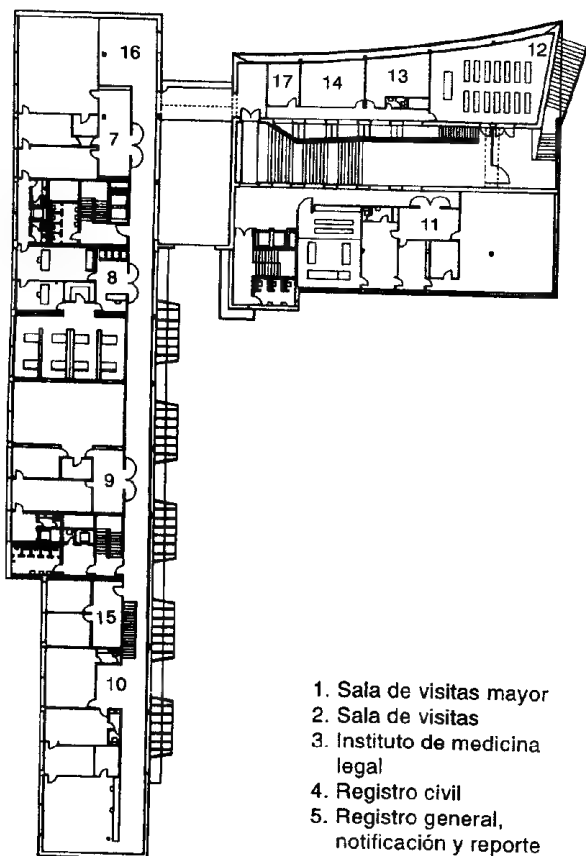 16
12
17
14
13
7
11
8
9
15
10
1. Sala de visitas mayor
2. Sala de visitas
3. Instituto de medicina
legal
4. Registro civil
5. Registro general,
notificación y reporte